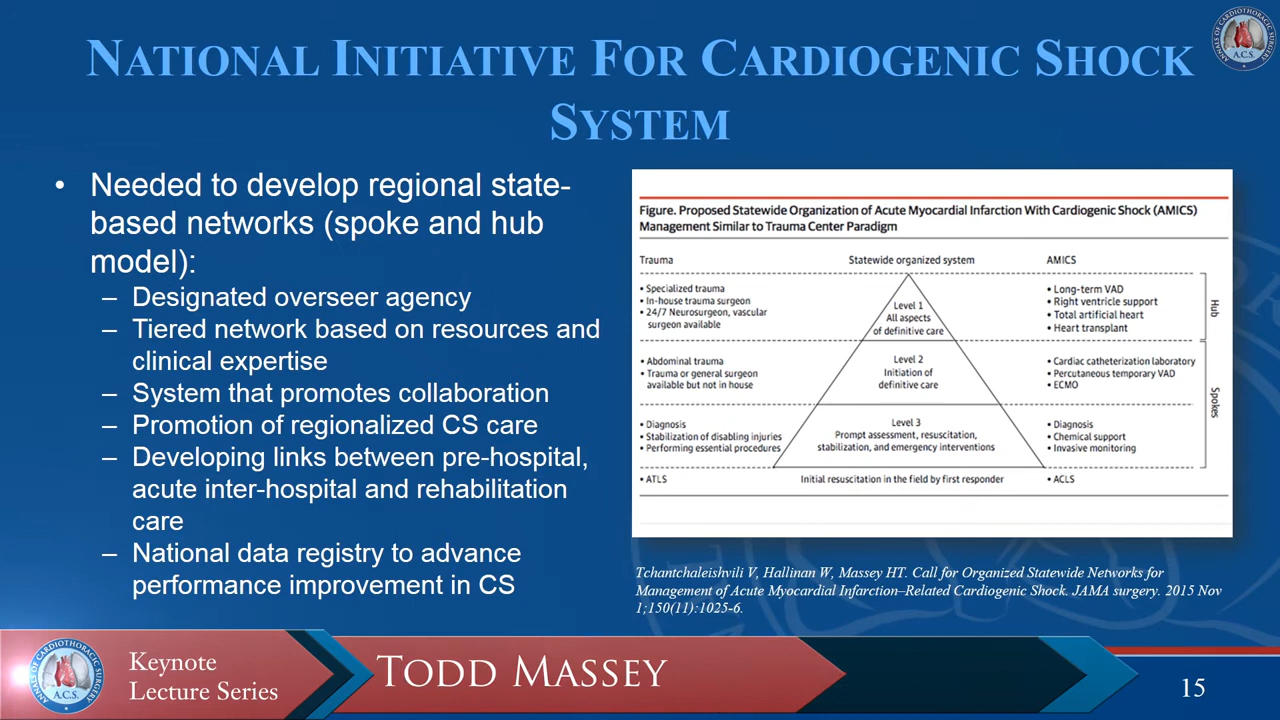 NATIONAL INITIATIVE FOR CARDIOGENIC SHOCK
SYSTEM
ANNALS OF CARDIOTHORACIC SURGERY
A.C.S.
• Needed to develop regional state-
based networks (spoke and hub
model):
– Designated overseer agency
– Tiered network based on resources and
clinical expertise
– System that promotes collaboration
– Promotion of regionalized CS care
– Developing links between pre-hospital,
acute inter-hospital and rehabilitation
care
– National data registry to advance
performance improvement in CS
Figure. Proposed Statewide Organization of Acute Myocardial Infarction With Cardiogenic Shock (AMICS)
Management Similar to Trauma Center Paradigm
Trauma
Statewide organized system
AMICS
• Specialized trauma
• In-house trauma surgeon
• 24/7 Neurosurgeon, vascular
surgeon available
Level 1
All aspects
of definitive care
• Long-term VAD
• Right ventricle support
• Total artificial heart
• Heart transplant
Hub
• Abdominal trauma
• Trauma or general surgeon
available but not in house
Level 2
Initiation of
definitive care
• Cardiac catheterization laboratory
• Percutaneous temporary VAD
• ECMO
Spokes
• Diagnosis
• Stabilization of disabling injuries
• Performing essential procedures
Level 3
Prompt assessment, resuscitation,
stabilization, and emergency interventions
• Diagnosis
• Chemical support
• Invasive monitoring
• ATLS
Initial resuscitation in the field by first responder
• ACLS
Tchantchaleishvili V, Hallinan W, Massey HT. Call for Organized Statewide Networks for
Management of Acute Myocardial Infarction–Related Cardiogenic Shock. JAMA surgery. 2015 Nov
1;150(11):1025-6.
ANNALS OF CARDIOTHORACIC SURGERY
A.C.S.
Keynote
Lecture Series
TODD MASSEY
15